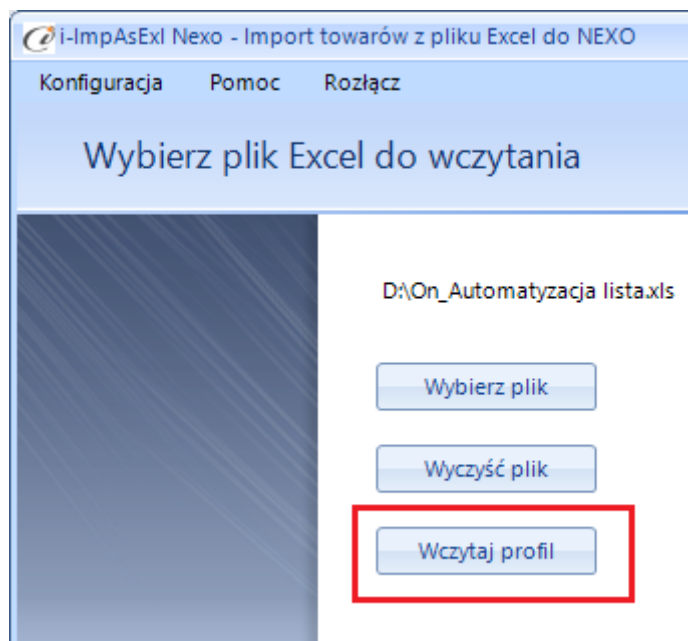 i-ImpAsExl Nexo - Import towarów z pliku Excel do NEXO
Konfiguracja Pomoc Rozłącz
Wybierz plik Excel do wczytania
D:\On_Automatyzacja lista.xls
Wybierz plik
Wyczyść plik
Wczytaj profil